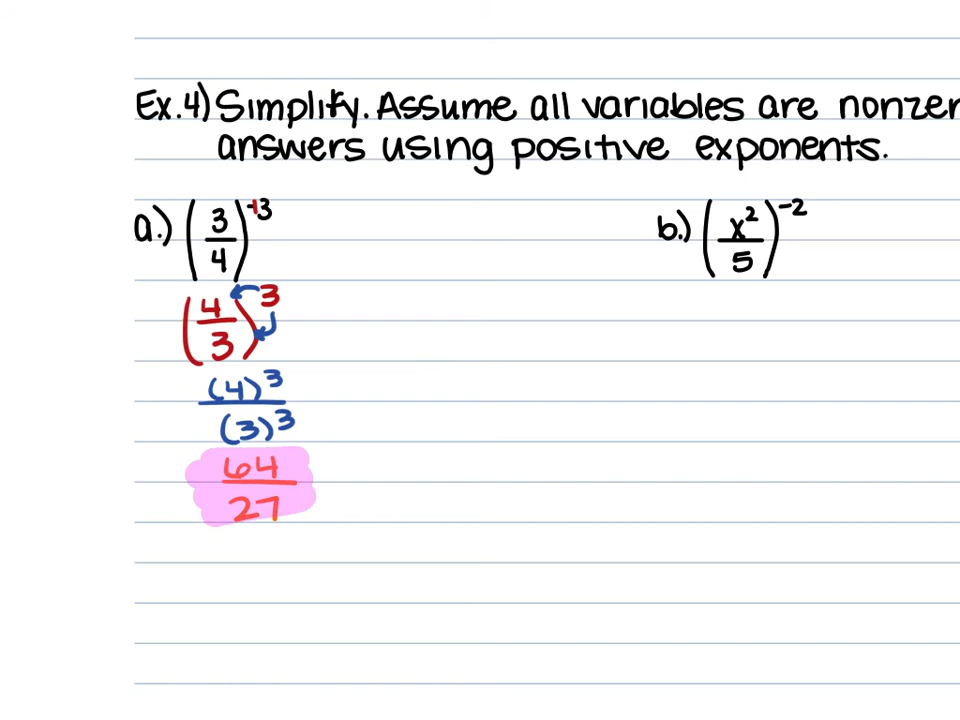 Ex.4) Simplify. Assume all variables are nonzer
answers using positive exponents.
a.) (3/4)^-3
b.) (x^2/5)^-2
(4/3)^3
(4)^3/(3)^3
64/27